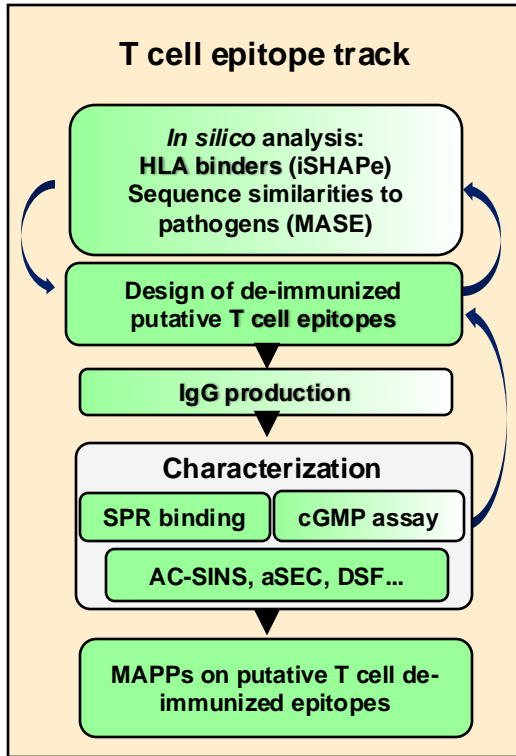 T cell epitope track
In silico analysis:
HLA binders (iSHAPe)
Sequence similarities to
pathogens (MASE)
Design of de-immunized
putative T cell epitopes
IgG production
Characterization
SPR binding
cGMP assay
AC-SINS, aSEC, DSF...
MAPPs on putative T cell de-
immunized epitopes